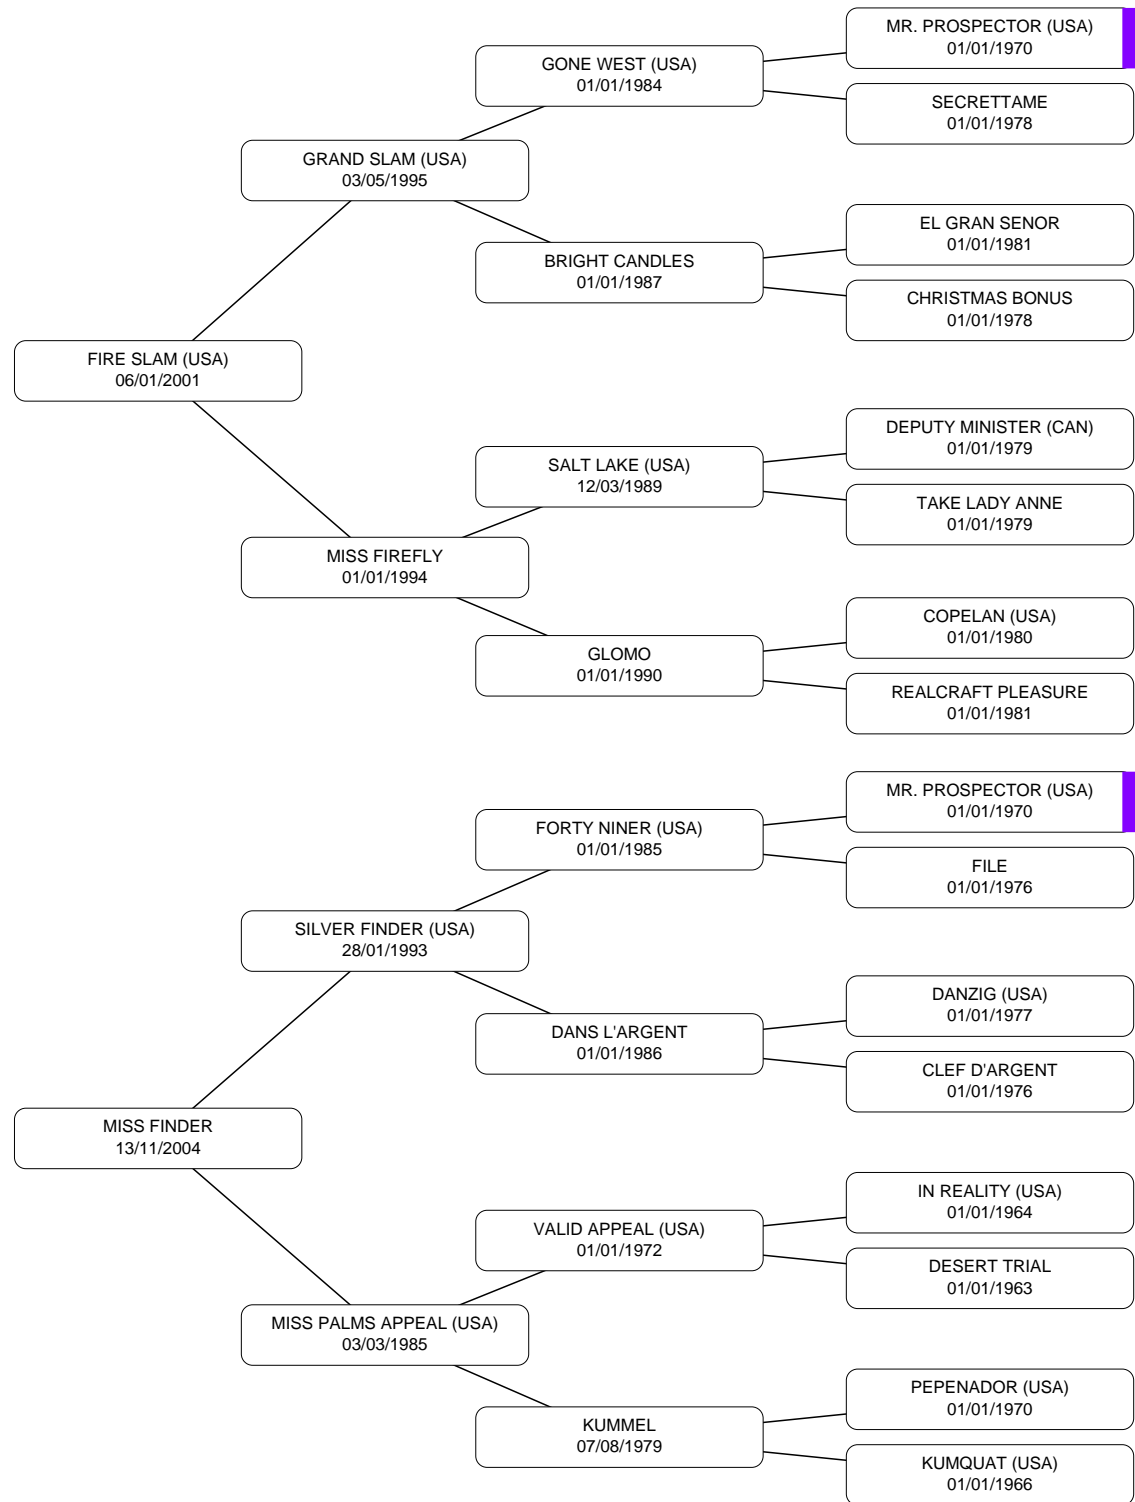 MR. PROSPECTOR (USA)
01/01/1970
GONE WEST (USA)
01/01/1984
SECRETTAME
01/01/1978
GRAND SLAM (USA)
03/05/1995
EL GRAN SENOR
01/01/1981
BRIGHT CANDLES
01/01/1987
CHRISTMAS BONUS
01/01/1978
FIRE SLAM (USA)
06/01/2001
DEPUTY MINISTER (CAN)
01/01/1979
SALT LAKE (USA)
12/03/1989
TAKE LADY ANNE
01/01/1979
MISS FIREFLY
01/01/1994
COPELAN (USA)
01/01/1980
GLOMO
01/01/1990
REALCRAFT PLEASURE
01/01/1981
MR. PROSPECTOR (USA)
01/01/1970
FORTY NINER (USA)
01/01/1985
FILE
01/01/1976
SILVER FINDER (USA)
28/01/1993
DANZIG (USA)
01/01/1977
DANS L'ARGENT
01/01/1986
CLEF D'ARGENT
01/01/1976
MISS FINDER
13/11/2004
IN REALITY (USA)
01/01/1964
VALID APPEAL (USA)
01/01/1972
DESERT TRIAL
01/01/1963
MISS PALMS APPEAL (USA)
03/03/1985
PEPENADOR (USA)
01/01/1970
KUMMEL
07/08/1979
KUMQUAT (USA)
01/01/1966